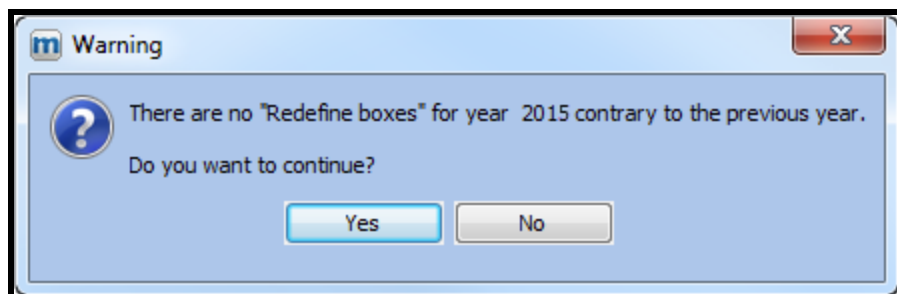 m Warning
There are no "Redefine boxes" for year 2015 contrary to the previous year.
Do you want to continue?
Yes No